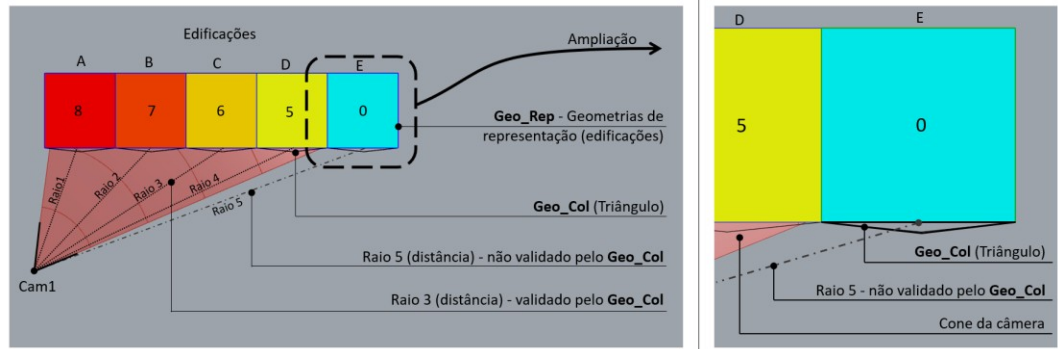 Edificações
Ampliação
A B C D E
8 7 6 5 0
Geo_Rep - Geometrias de
representação (edificações)
Raio1
Raio 2
Raio 3
Raio 4
Raio 5
Geo_Col (Triângulo)
Raio 5 (distância) - não validado pelo Geo_Col
Cam1
Raio 3 (distância) - validado pelo Geo_Col
D E
5 0
Geo_Col (Triângulo)
Raio 5 - não validado pelo Geo_Col
Cone da câmera